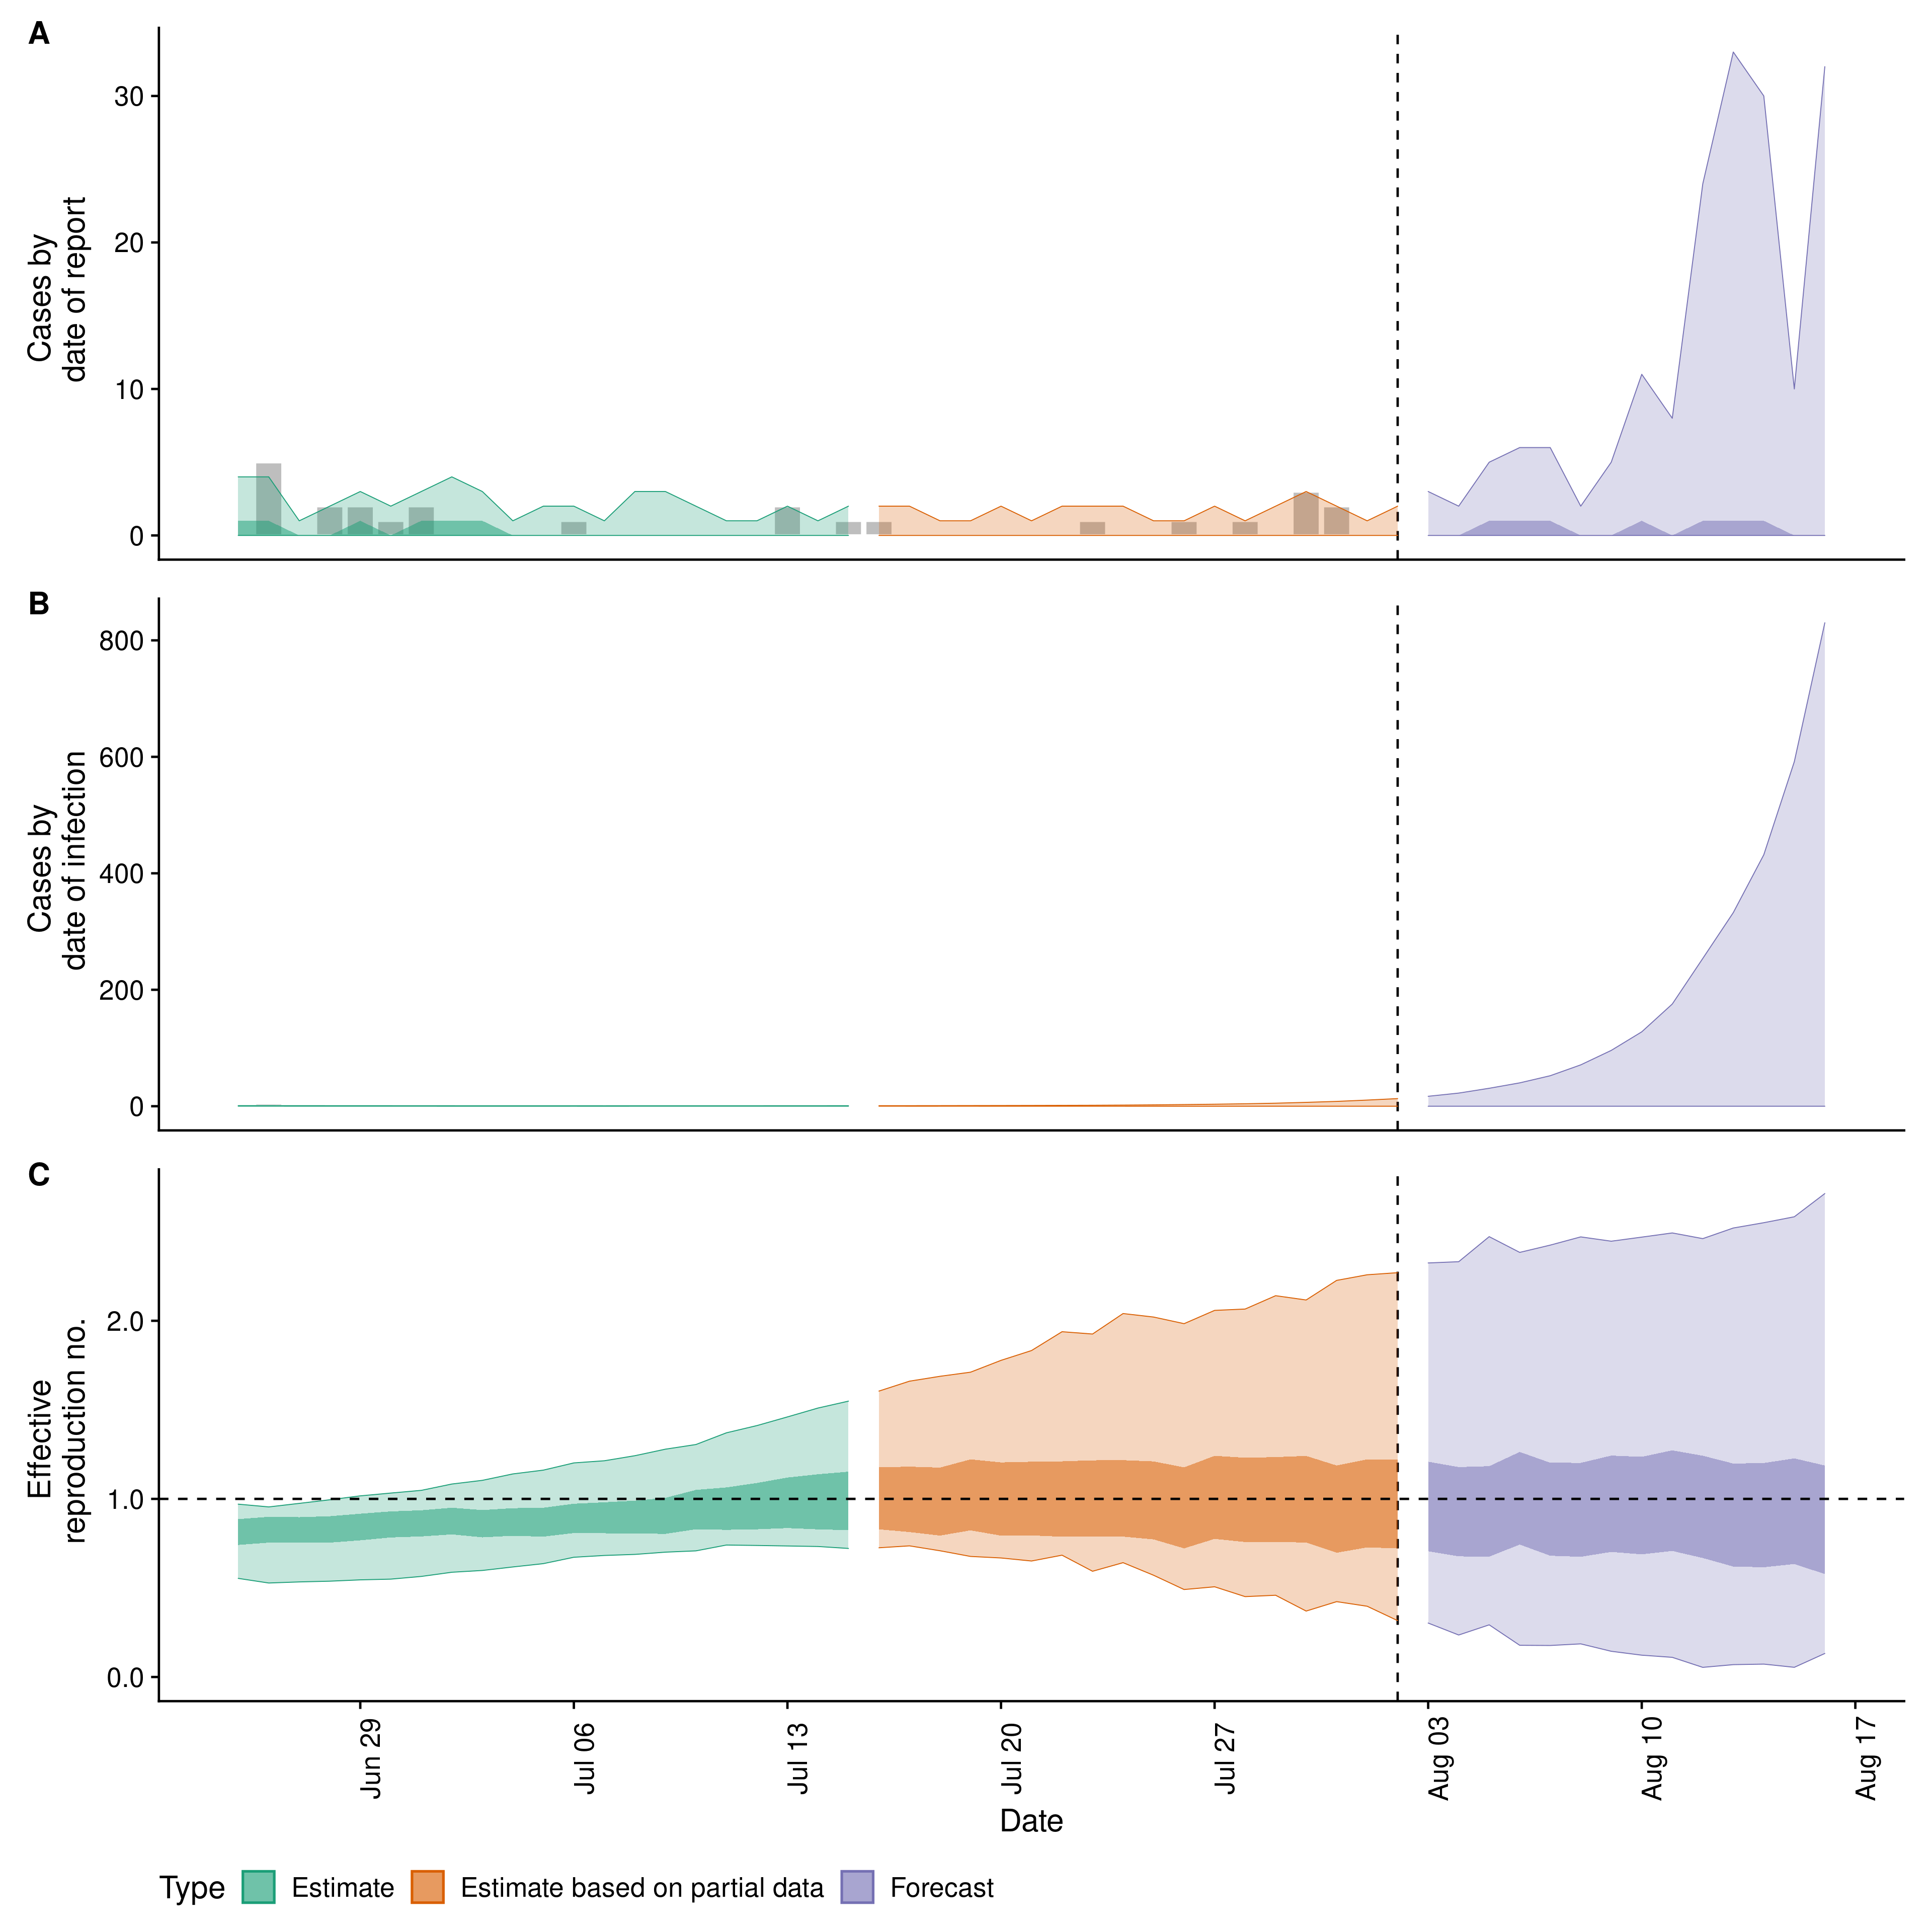 A
Cases by
date of report
30
20
10
0
B
Cases by
date of infection
800
600
400
200
0
C
Effective
reproduction no.
2.0
1.0
0.0
Jun 29
Jul 06
Jul 13
Jul 20
Jul 27
Aug 03
Aug 10
Aug 17
Date
Type Estimate Estimate based on partial data Forecast